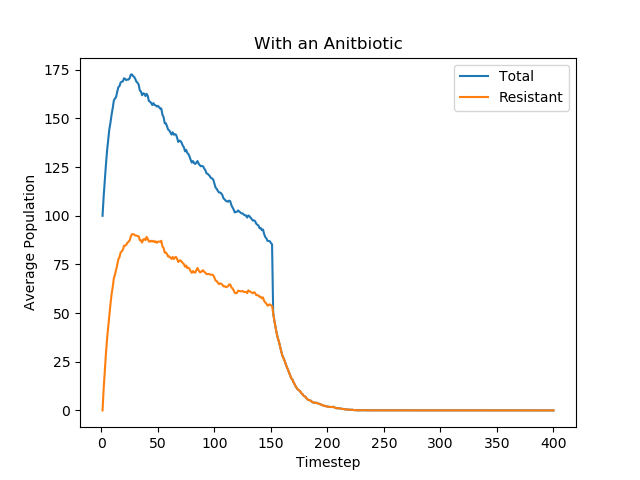 With an Anitbiotic
Total
Resistant
Average Population
175
150
125
100
75
50
25
0
0 50 100 150 200 250 300 350 400
Timestep